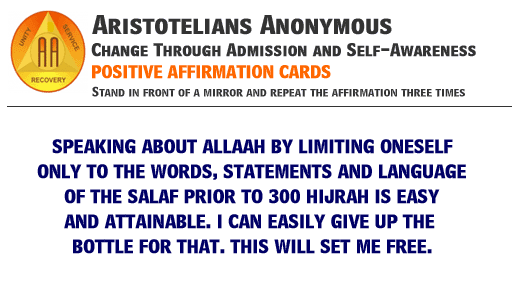 UNITY
SERVICE
AA
RECOVERY
ARISTOTELIANS ANONYMOUS
CHANGE THROUGH ADMISSION AND SELF-AWARENESS
POSITIVE AFFIRMATION CARDS
STAND IN FRONT OF A MIRROR AND REPEAT THE AFFIRMATION THREE TIMES
SPEAKING ABOUT ALLAAH BY LIMITING ONESELF
ONLY TO THE WORDS, STATEMENTS AND LANGUAGE
OF THE SALAF PRIOR TO 300 HIJRAH IS EASY
AND ATTAINABLE. I CAN EASILY GIVE UP THE
BOTTLE FOR THAT. THIS WILL SET ME FREE.